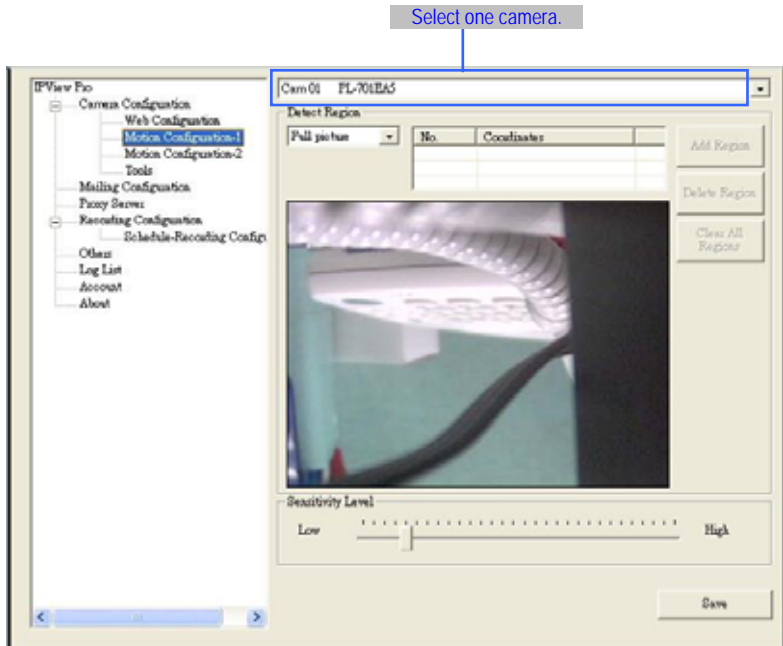 Select one camera.
IPView Pro
Camera Configuration
Web Configuration
Motion Configuration-1
Motion Configuration-2
Tools
Mailing Configuration
Proxy Server
Recording Configuration
Schedule-Recording Config
Others
Log List
Account
About
Cam 01 PL-701EA5
Detect Region
Full picture
No. Coordinates
Add Region
Delete Region
Clear All
Regions
Sensitivity Level
Low High
Save